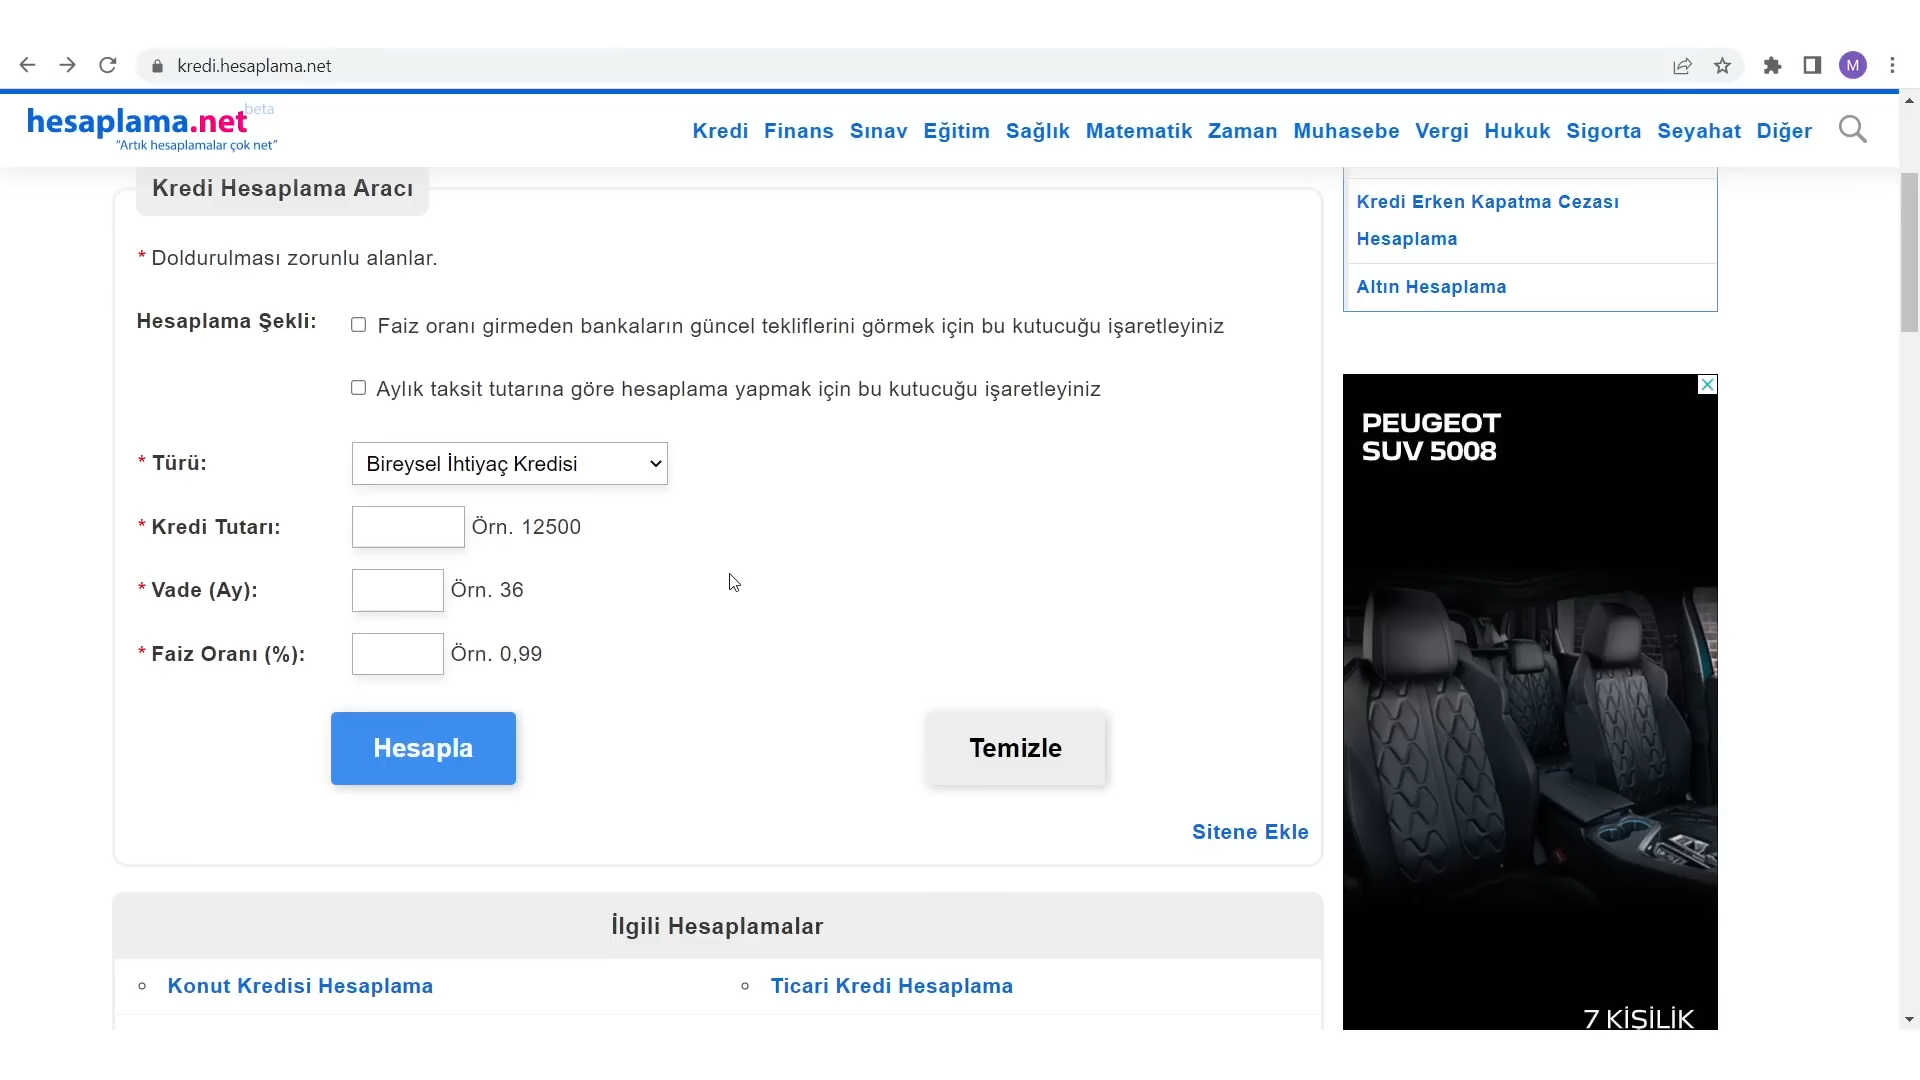 kredi.hesaplama.net
M
hesaplama.net beta
"Artık hesaplamalar çok net"
Kredi Finans Sınav Eğitim Sağlık Matematik Zaman Muhasebe Vergi Hukuk Sigorta Seyahat Diğer
Kredi Hesaplama Aracı
* Doldurulması zorunlu alanlar.
Hesaplama Şekli: Faiz oranı girmeden bankaların güncel tekliflerini görmek için bu kutucuğu işaretleyiniz
Aylık taksit tutarına göre hesaplama yapmak için bu kutucuğu işaretleyiniz
* Türü: Bireysel İhtiyaç Kredisi
* Kredi Tutarı: Örn. 12500
* Vade (Ay): Örn. 36
* Faiz Oranı (%): Örn. 0,99
Hesapla Temizle
Sitene Ekle
İlgili Hesaplamalar
Konut Kredisi Hesaplama Ticari Kredi Hesaplama
Kredi Erken Kapatma Cezası
Hesaplama
Altın Hesaplama
PEUGEOT
SUV 5008
7 KİŞİLİK